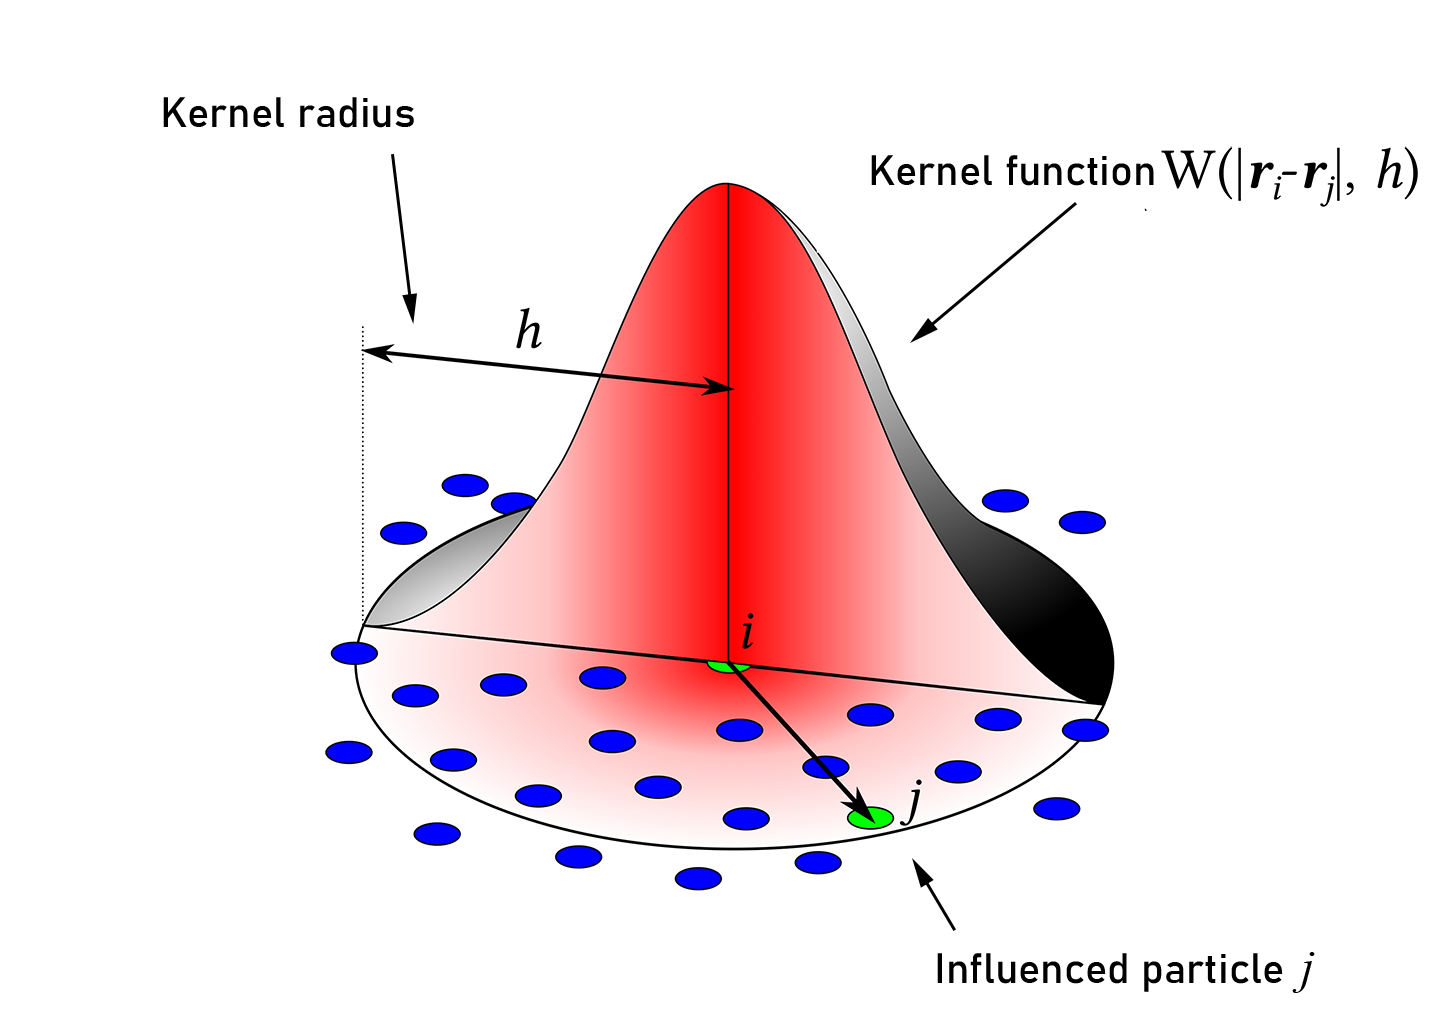 Kernel radius
Kernel function W(|rᵢ-rⱼ|, h)
h
i
j
Influenced particle j